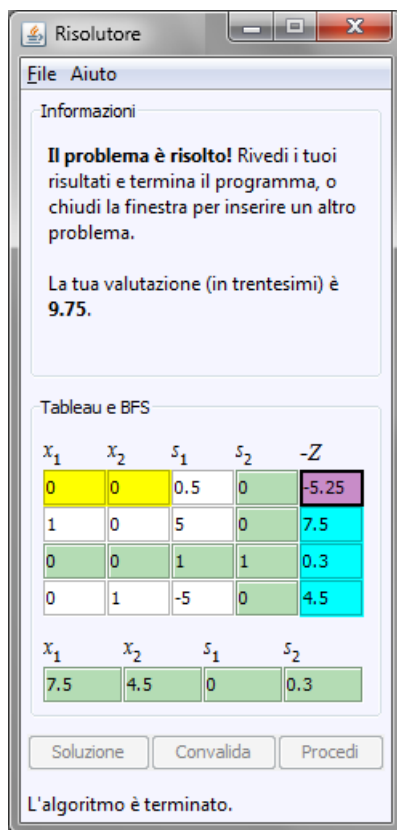 Risolutore
File Aiuto
Informazioni
Il problema è risolto! Rivedi i tuoi
risultati e termina il programma, o
chiudi la finestra per inserire un altro
problema.
La tua valutazione (in trentesimi) è
9.75.
Tableau e BFS
x1 x2 s1 s2 -Z
0 0 0.5 0 -5.25
1 0 5 0 7.5
0 0 1 1 0.3
0 1 -5 0 4.5
x1 x2 s1 s2
7.5 4.5 0 0.3
Soluzione Convalida Procedi
L'algoritmo è terminato.